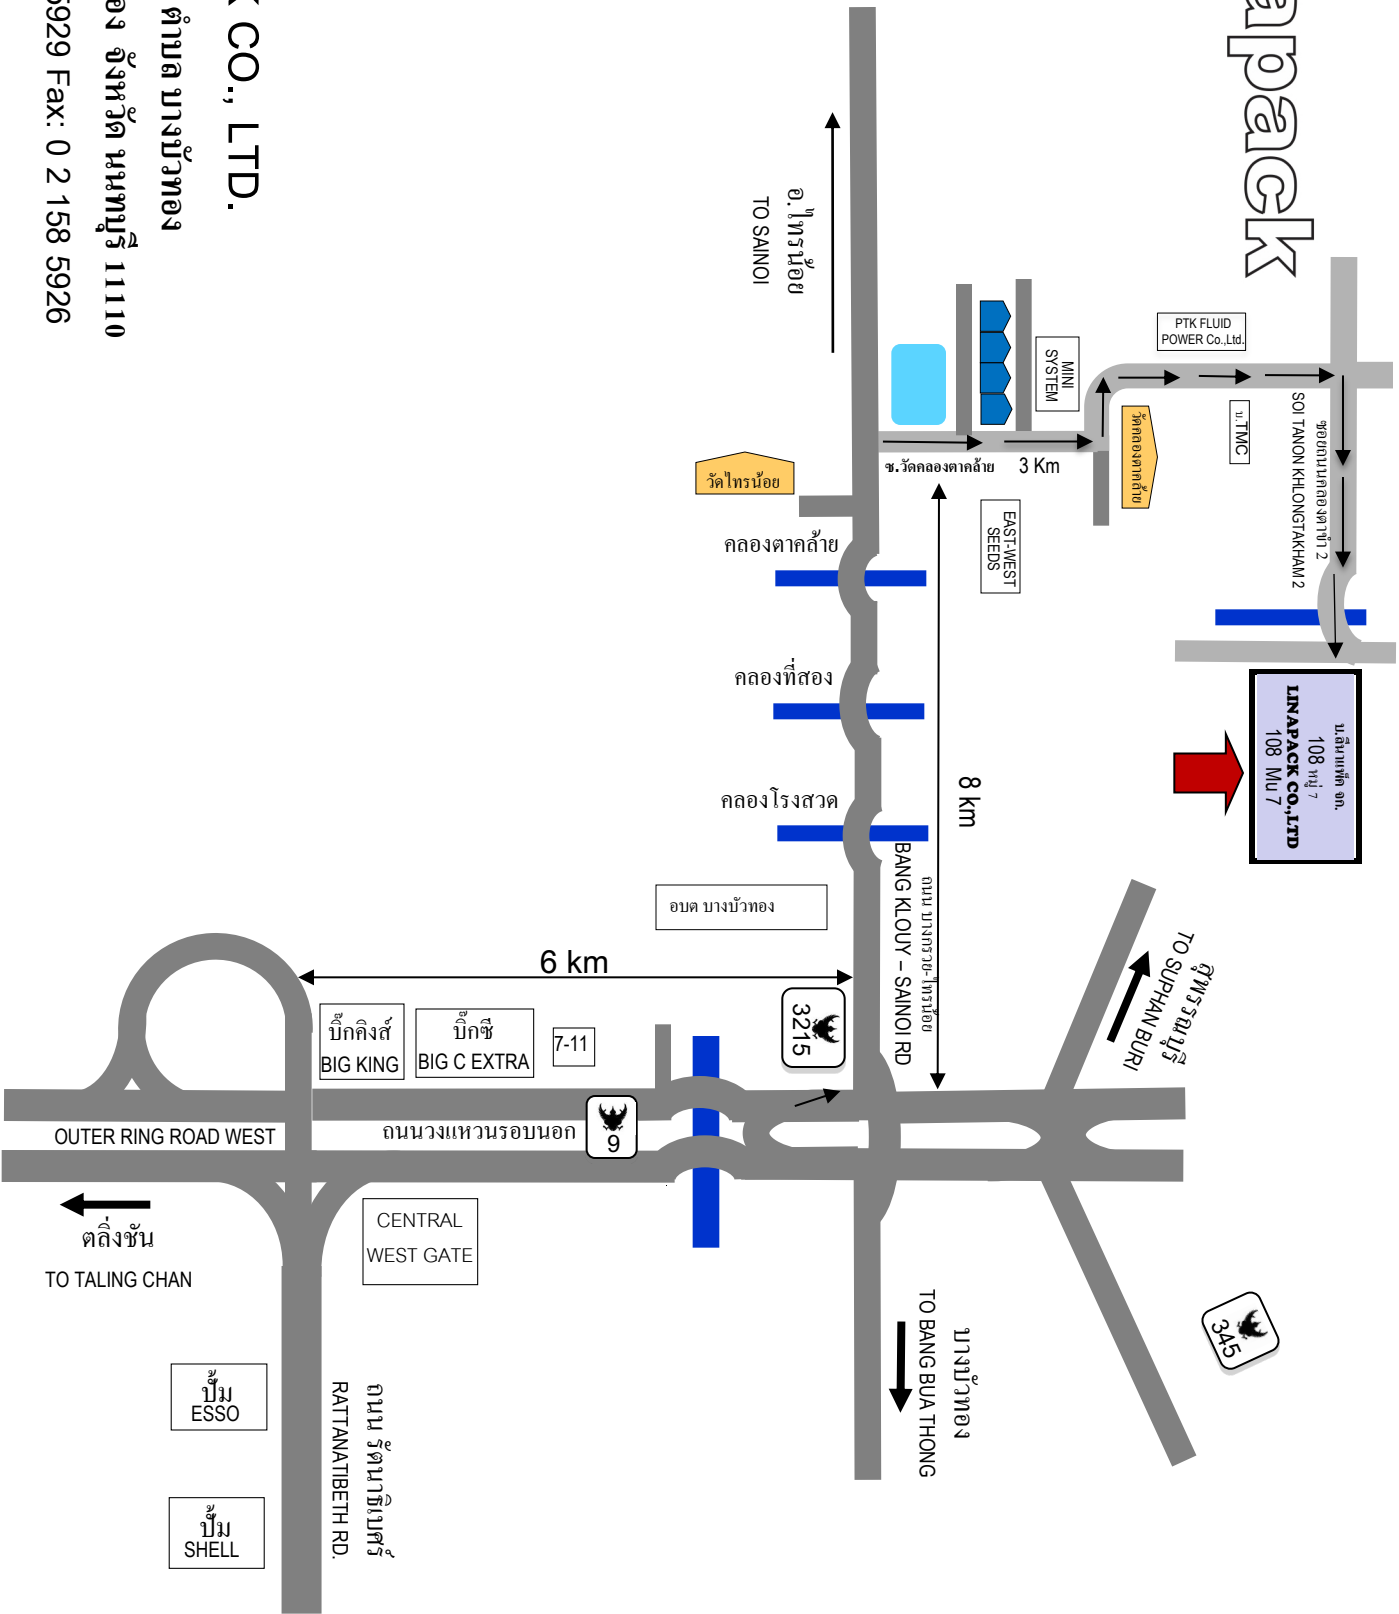 apack
CO., LTD.
ตำบล บางบัวทอง
จังหวัด นนทบุรี 11110
5929 Fax: 0 2 158 5926
อ.ไทรน้อย
TO SAINOI
MINI
SYSTEM
PTK FLUID
POWER Co.,Ltd.
บ.TMC
ซอยถนนคลองตาขำ 2
SOI TANON KHLONGTAKHAM 2
วัดคลองตาคล้าย
ซ.วัดคลองตาคล้าย
3 Km
EAST-WEST
SEEDS
วัดไทรน้อย
คลองตาคล้าย
คลองที่สอง
คลองโรงสวด
8 km
บ.ลีนาแพ็ค จก.
108 หมู่ 7
LINAPACK CO.,LTD
108 Mu 7
ถนน บางกรวย-ไทรน้อย
BANG KLOUY – SAINOI RD
อบต บางบัวทอง
6 km
3215
สุพรรณบุรี
TO SUPHAN BURI
บิ๊กคิงส์
BIG KING
บิ๊กซี
BIG C EXTRA
7-11
9
OUTER RING ROAD WEST
ถนนวงแหวนรอบนอก
ตลิ่งชัน
TO TALING CHAN
CENTRAL
WEST GATE
345
บางบัวทอง
TO BANG BUA THONG
ถนน รัตนาธิเบศร์
RATTANATIBETH RD.
ปั้ม
ESSO
ปั้ม
SHELL